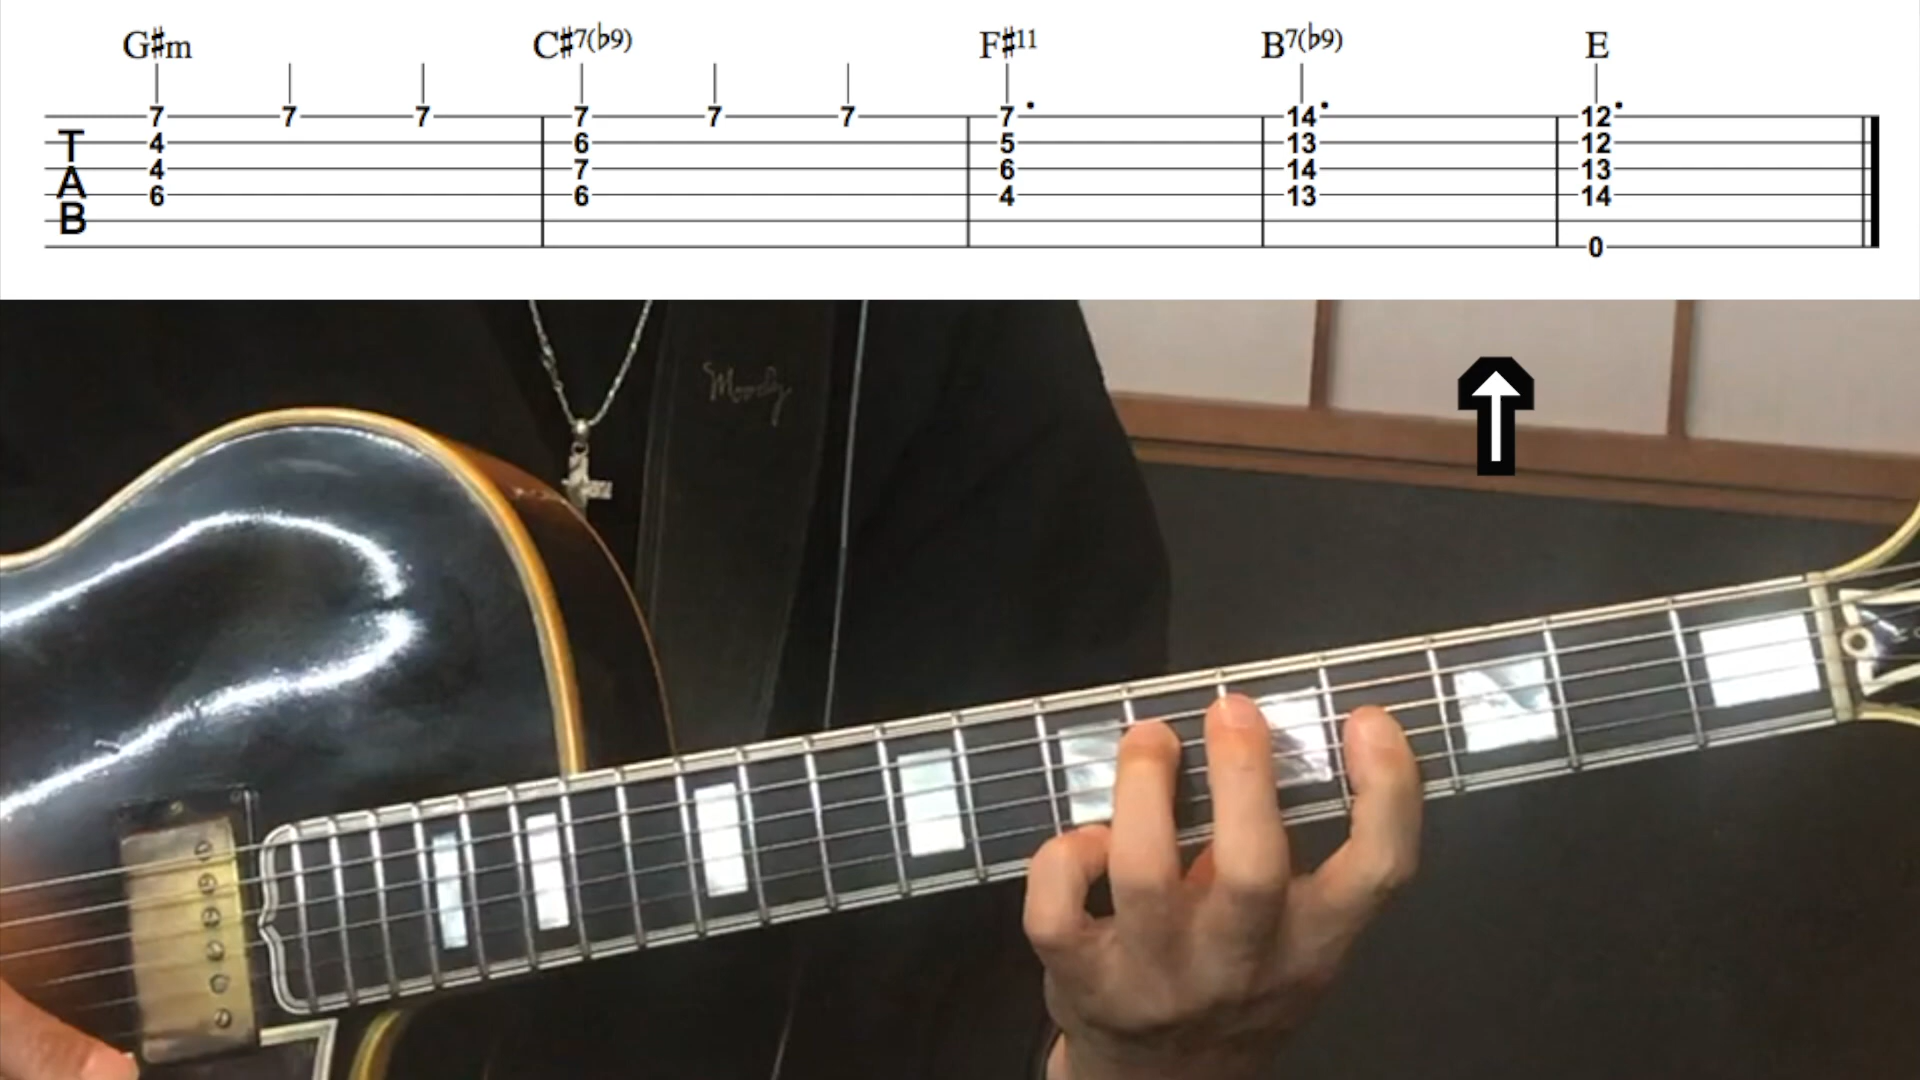 G♯m C♯7(♭9) F♯11 B7(♭9) E
7 7 7 7 7 7 7 14 12
T 4 6 5 13 12
A 4 7 6 14 13
B 6 6 4 13 14
0
Moody